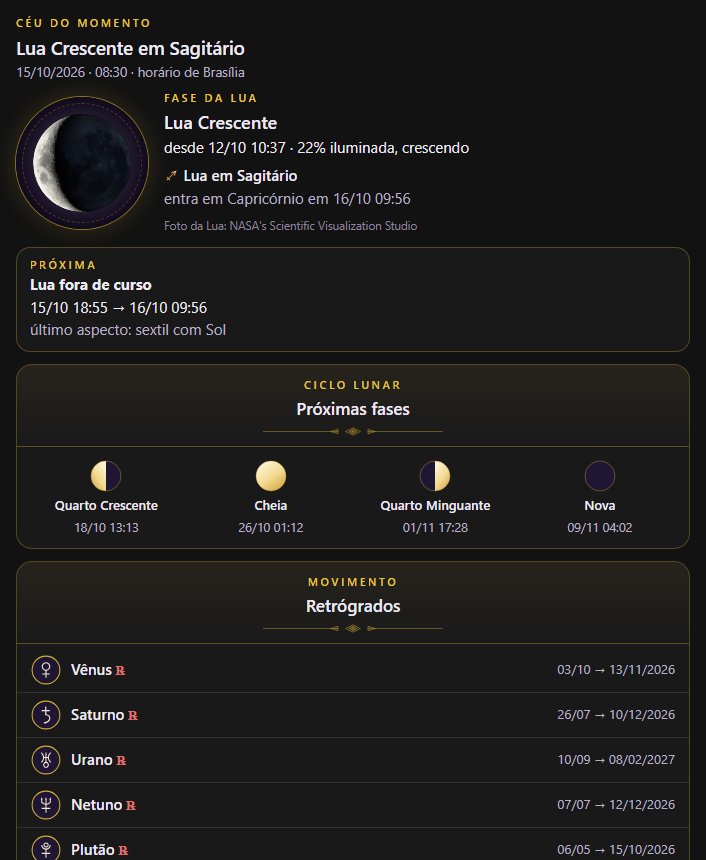 CÉU DO MOMENTO
Lua Crescente em Sagitário
15/10/2026 · 08:30 · horário de Brasília
FASE DA LUA
Lua Crescente
desde 12/10 10:37 · 22% iluminada, crescendo
♐ Lua em Sagitário
entra em Capricórnio em 16/10 09:56
Foto da Lua: NASA's Scientific Visualization Studio
PRÓXIMA
Lua fora de curso
15/10 18:55 → 16/10 09:56
último aspecto: sextil com Sol
CICLO LUNAR
Próximas fases
Quarto Crescente
18/10 13:13
Cheia
26/10 01:12
Quarto Minguante
01/11 17:28
Nova
09/11 04:02
MOVIMENTO
Retrógrados
♀ Vênus ℞ 03/10 → 13/11/2026
♄ Saturno ℞ 26/07 → 10/12/2026
♅ Urano ℞ 10/09 → 08/02/2027
♆ Netuno ℞ 07/07 → 12/12/2026
♇ Plutão ℞ 06/05 → 15/10/2026